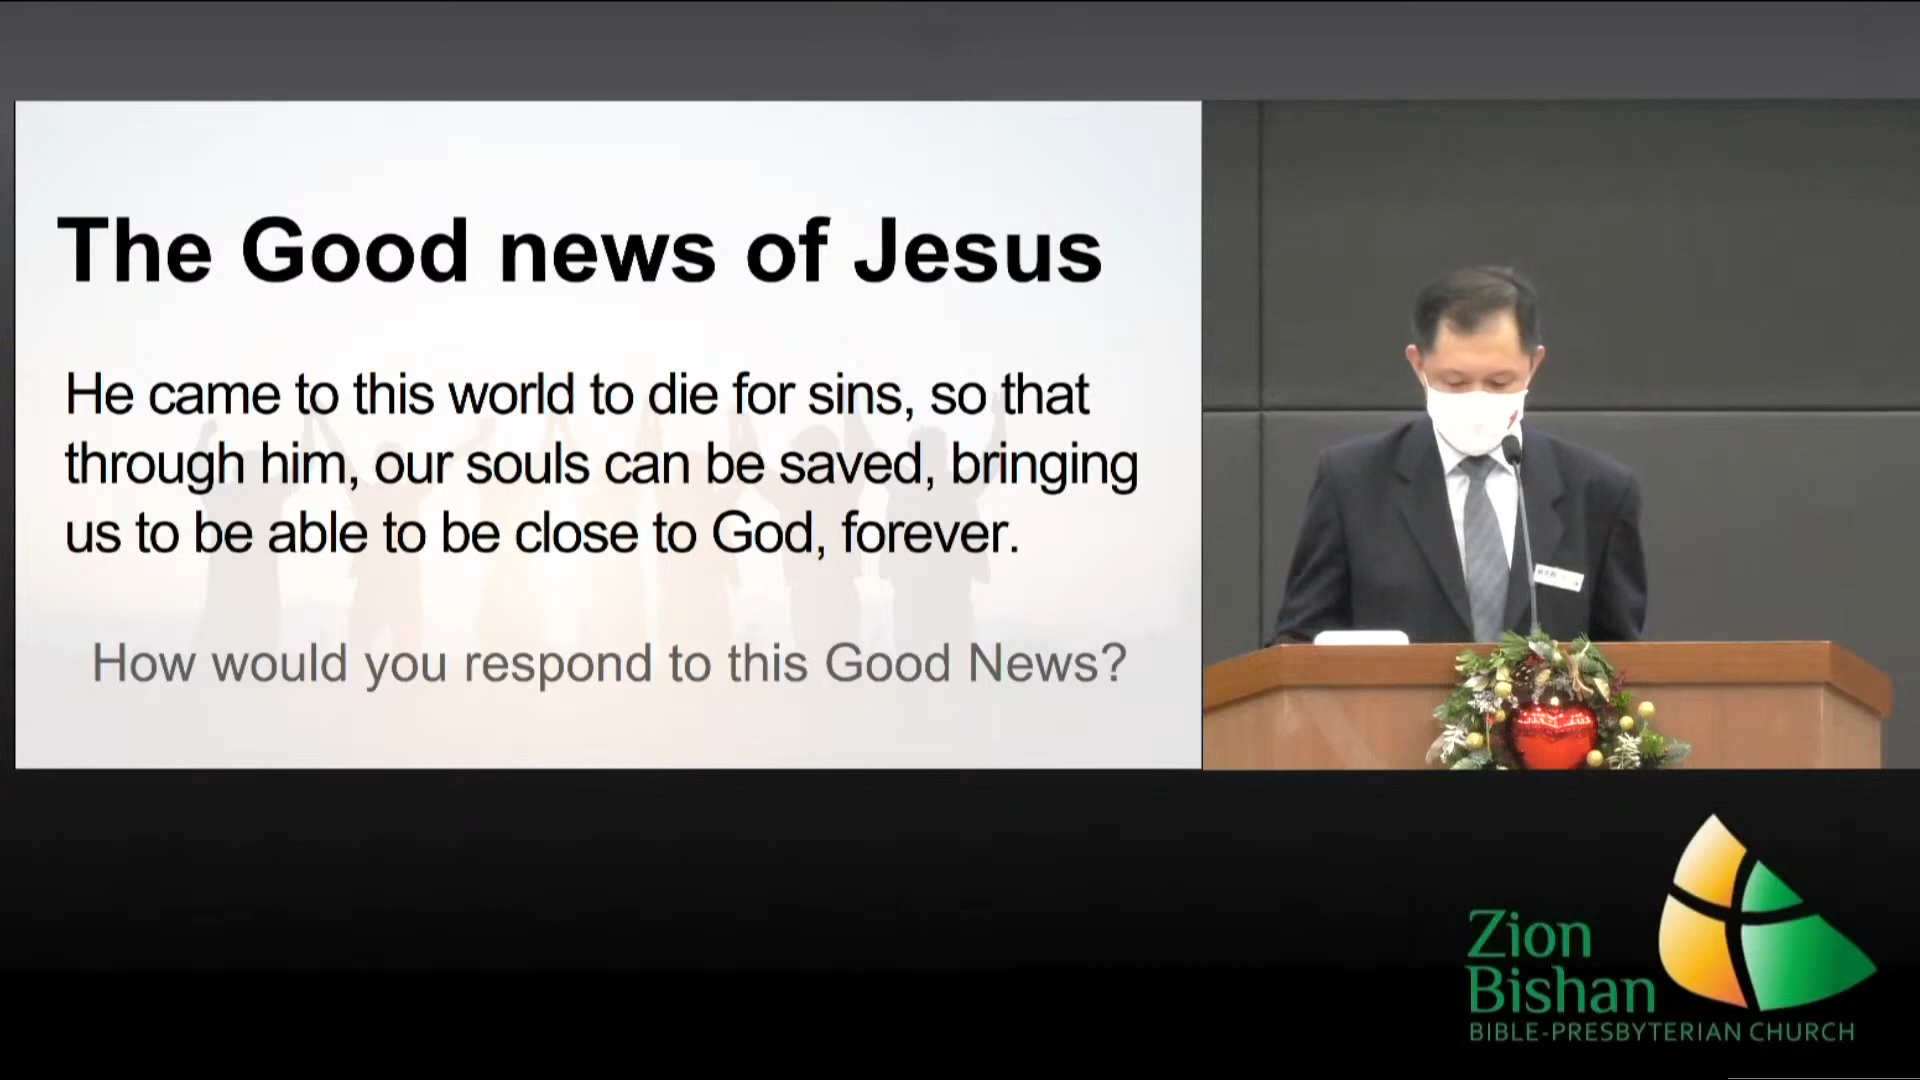 The Good news of Jesus
He came to this world to die for sins, so that
through him, our souls can be saved, bringing
us to be able to be close to God, forever.
How would you respond to this Good News?
Zion
Bishan
BIBLE-PRESBYTERIAN CHURCH